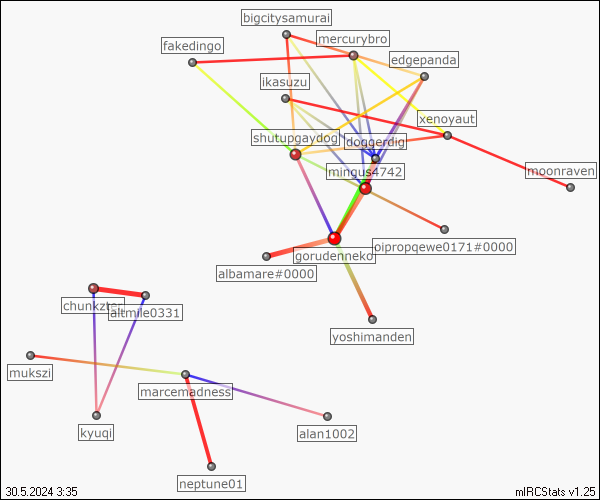 bigcitysamurai
mercurybro
fakedingo
edgepanda
ikasuzu
xenoyaut
shutupgaydog
doggerdig
mingus4742
moonraven
oipropqewe0171#0000
gorudenneko
albamare#0000
chunkzter
altmile0331
yoshimanden
mukszi
marcemadness
kyuqi
alan1002
neptune01
30.5.2024 3:35
mIRCStats v1.25